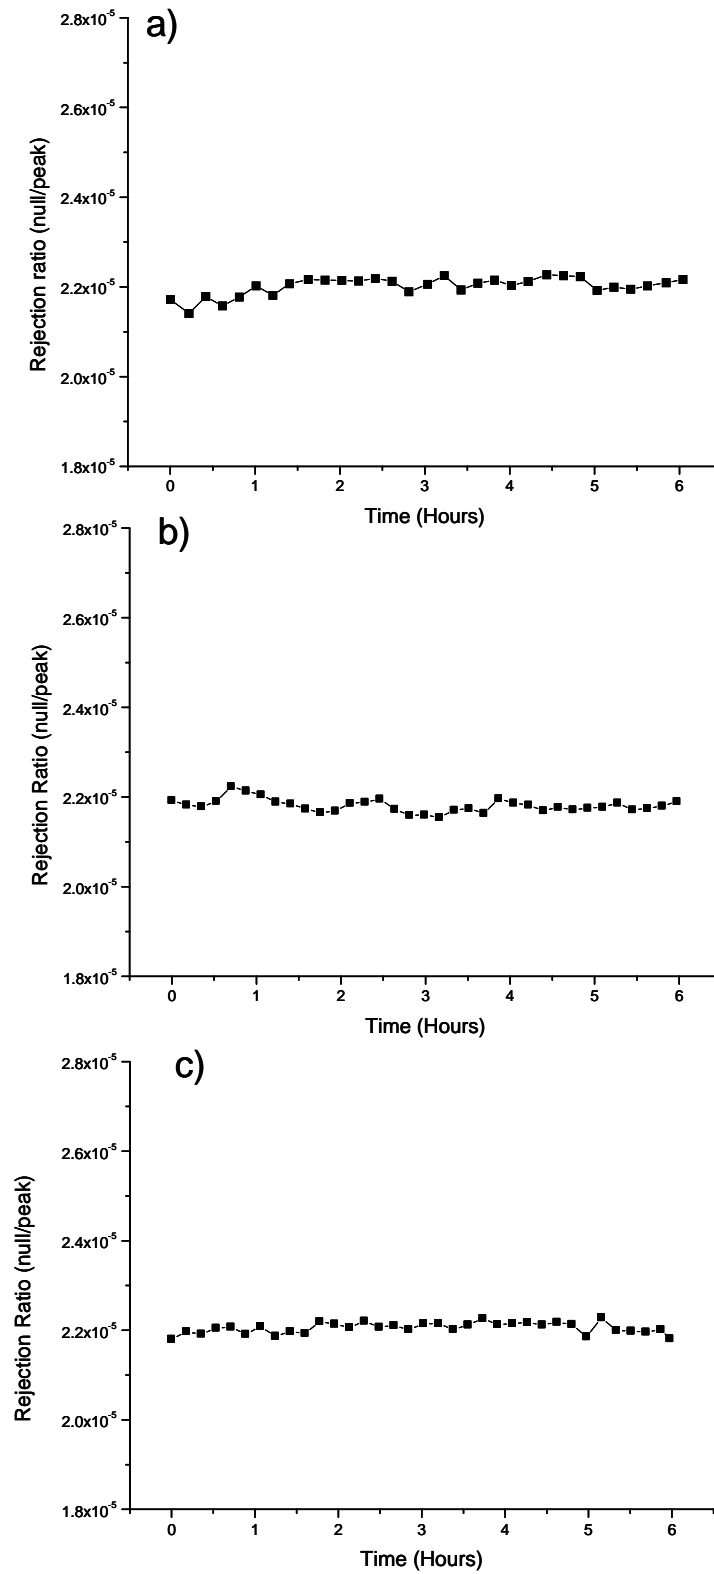 a)
Rejection ratio (null/peak)
2.8x10⁻⁵
2.6x10⁻⁵
2.4x10⁻⁵
2.2x10⁻⁵
2.0x10⁻⁵
1.8x10⁻⁵
0 1 2 3 4 5 6
Time (Hours)
b)
Rejection Ratio (null/peak)
2.8x10⁻⁵
2.6x10⁻⁵
2.4x10⁻⁵
2.2x10⁻⁵
2.0x10⁻⁵
1.8x10⁻⁵
0 1 2 3 4 5 6
Time (Hours)
c)
Rejection Ratio (null/peak)
2.8x10⁻⁵
2.6x10⁻⁵
2.4x10⁻⁵
2.2x10⁻⁵
2.0x10⁻⁵
1.8x10⁻⁵
0 1 2 3 4 5 6
Time (Hours)